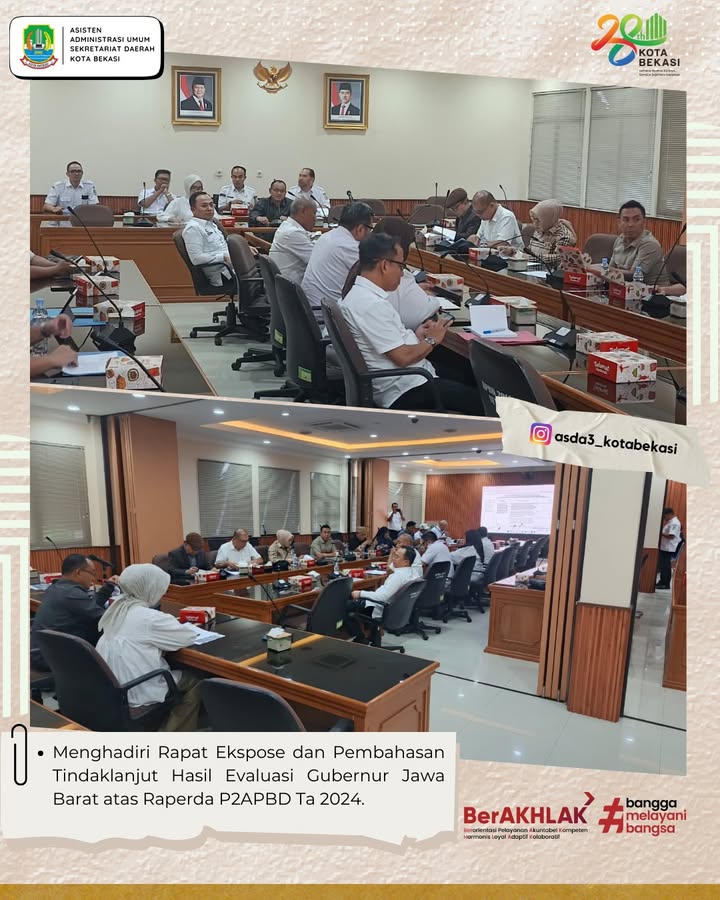 ASISTEN
ADMINISTRASI UMUM
SEKRETARIAT DAERAH
KOTA BEKASI
28th
KOTA
BEKASI
asda3_kotabekasi
• Menghadiri Rapat Ekspose dan Pembahasan
Tindaklanjut Hasil Evaluasi Gubernur Jawa
Barat atas Raperda P2APBD Ta 2024.
BerAKHLAK
Berorientasi Pelayanan Akuntabel Kompeten
Harmonis Loyal Adaptif Kolaboratif
#bangga
melayani
bangsa